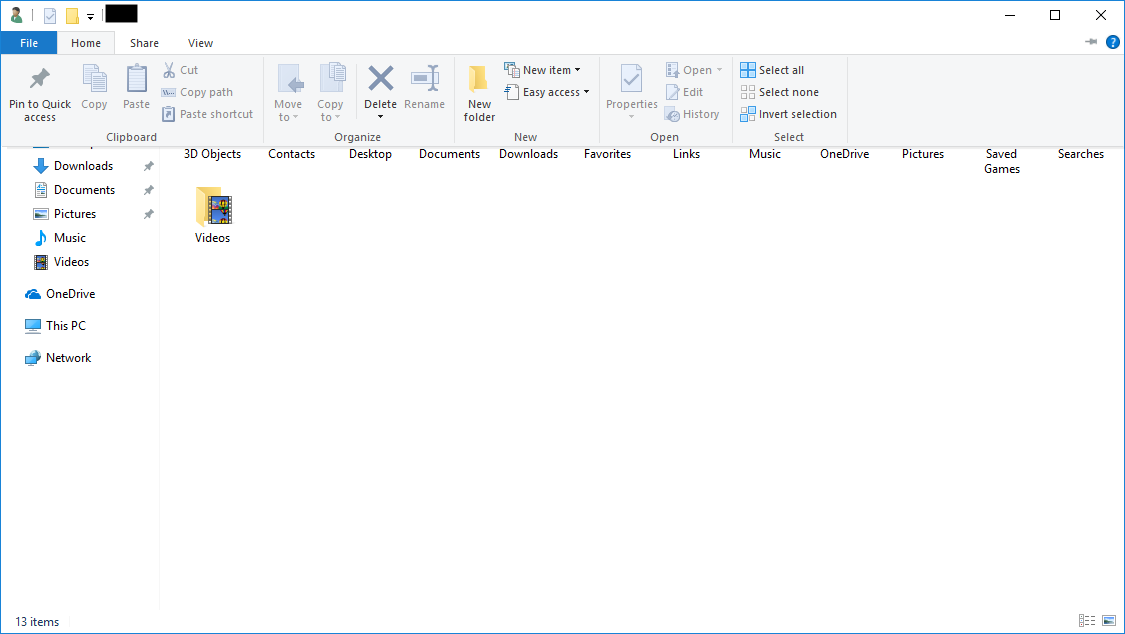 File Home Share View
Pin to Quick access
Copy
Paste
Cut
Copy path
Paste shortcut
Clipboard
Move to
Copy to
Delete
Rename
Organize
New folder
New item
Easy access
New
Properties
Open
Edit
History
Open
Select all
Select none
Invert selection
Select
Downloads
Documents
Pictures
Music
Videos
OneDrive
This PC
Network
3D Objects
Contacts
Desktop
Documents
Downloads
Favorites
Links
Music
OneDrive
Pictures
Saved Games
Searches
Videos
13 items